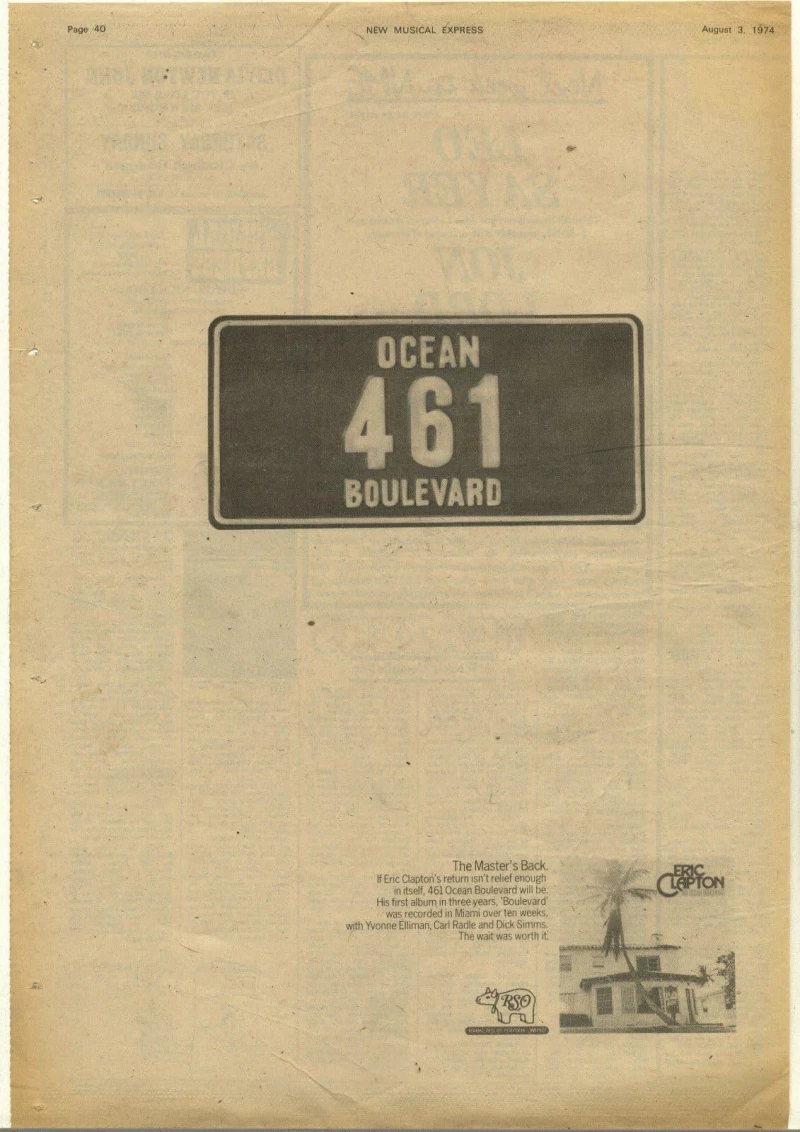 Page 40
NEW MUSICAL EXPRESS
August 3, 1974
OCEAN
461
BOULEVARD
The Master's Back.
If Eric Clapton's return isn't relief enough
in itself, 461 Ocean Boulevard will be.
His first album in three years, 'Boulevard'
was recorded in Miami over ten weeks,
with Yvonne Elliman, Carl Radle and Dick Simms.
The wait was worth it.
ERIC
CLAPTON
RSO